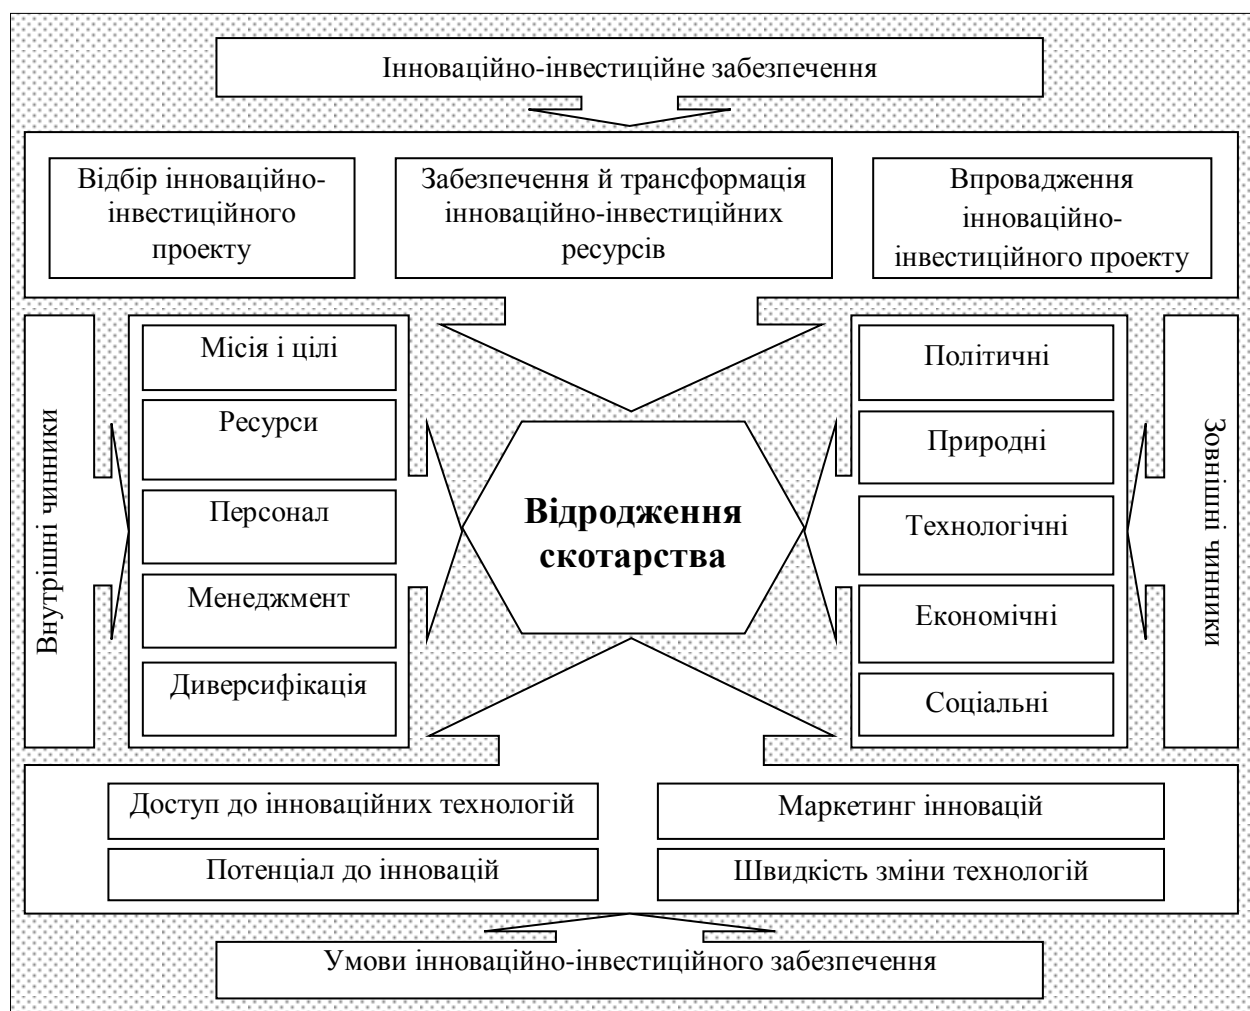 Інноваційно-інвестиційне забезпечення
Відбір інноваційно-
інвестиційного
проекту
Забезпечення й трансформація
інноваційно-інвестиційних
ресурсів
Впровадження
інноваційно-
інвестиційного проекту
Внутрішні чинники
Місія і цілі
Ресурси
Персонал
Менеджмент
Диверсифікація
Відродження
скотарства
Політичні
Природні
Технологічні
Економічні
Соціальні
Зовнішні чинники
Доступ до інноваційних технологій
Маркетинг інновацій
Потенціал до інновацій
Швидкість зміни технологій
Умови інноваційно-інвестиційного забезпечення